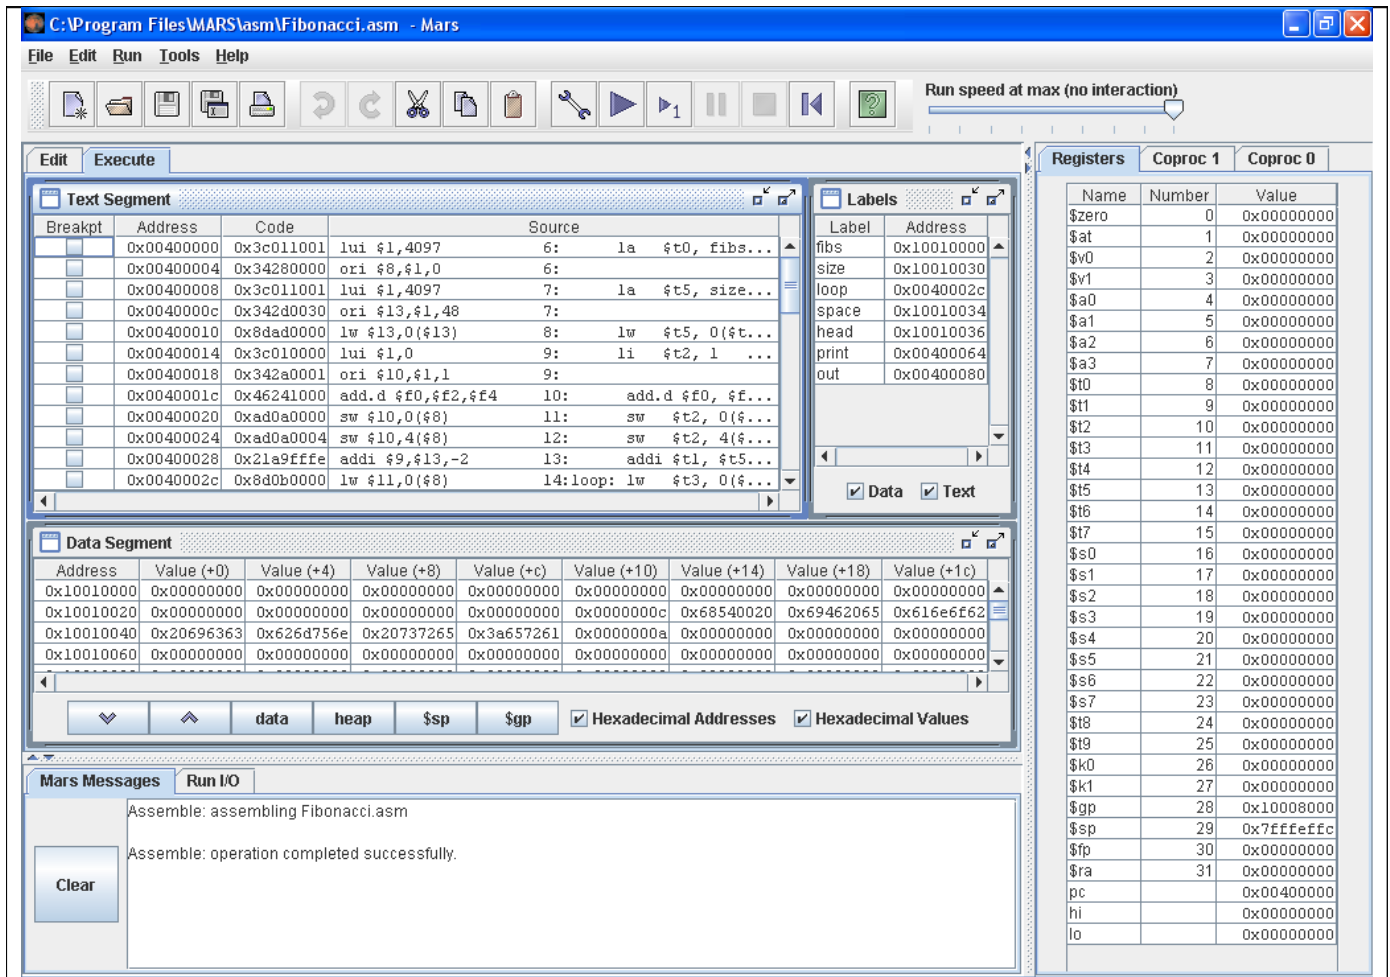 C:\Program Files\MARS\asm\Fibonacci.asm - Mars
File Edit Run Tools Help
Run speed at max (no interaction)
1
Edit Execute
Text Segment
Breakpt Address Code Source
0x00400000 0x3c011001 lui $1,4097 6: la $t0, fibs...
0x00400004 0x34280000 ori $8,$1,0 6:
0x00400008 0x3c011001 lui $1,4097 7: la $t5, size...
0x0040000c 0x342d0030 ori $13,$1,48 7:
0x00400010 0x8dad0000 lw $13,0($13) 8: lw $t5, 0($t...
0x00400014 0x3c010000 lui $1,0 9: li $t2, 1 ...
0x00400018 0x342a0001 ori $10,$1,1 9:
0x0040001c 0x46241000 add.d $f0,$f2,$f4 10: add.d $f0, $f...
0x00400020 0xad0a0000 sw $10,0($8) 11: sw $t2, 0($...
0x00400024 0xad0a0004 sw $10,4($8) 12: sw $t2, 4($...
0x00400028 0x21a9fffe addi $9,$13,-2 13: addi $t1, $t5...
0x0040002c 0x8d0b0000 lw $11,0($8) 14:loop: lw $t3, 0($...
Labels
Label Address
fibs 0x10010000
size 0x10010030
loop 0x0040002c
space 0x10010034
head 0x10010036
print 0x00400064
out 0x00400080
Data Text
Data Segment
Address Value (+0) Value (+4) Value (+8) Value (+c) Value (+10) Value (+14) Value (+18) Value (+1c)
0x10010000 0x00000000 0x00000000 0x00000000 0x00000000 0x00000000 0x00000000 0x00000000 0x00000000
0x10010020 0x00000000 0x00000000 0x00000000 0x00000000 0x0000000c 0x68540020 0x69462065 0x616e6f62
0x10010040 0x20696363 0x626d756e 0x20737265 0x3a657261 0x0000000a 0x00000000 0x00000000 0x00000000
0x10010060 0x00000000 0x00000000 0x00000000 0x00000000 0x00000000 0x00000000 0x00000000 0x00000000
data heap $sp $gp Hexadecimal Addresses Hexadecimal Values
Mars Messages Run I/O
Assemble: assembling Fibonacci.asm
Assemble: operation completed successfully.
Clear
Registers Coproc 1 Coproc 0
Name Number Value
$zero 0 0x00000000
$at 1 0x00000000
$v0 2 0x00000000
$v1 3 0x00000000
$a0 4 0x00000000
$a1 5 0x00000000
$a2 6 0x00000000
$a3 7 0x00000000
$t0 8 0x00000000
$t1 9 0x00000000
$t2 10 0x00000000
$t3 11 0x00000000
$t4 12 0x00000000
$t5 13 0x00000000
$t6 14 0x00000000
$t7 15 0x00000000
$s0 16 0x00000000
$s1 17 0x00000000
$s2 18 0x00000000
$s3 19 0x00000000
$s4 20 0x00000000
$s5 21 0x00000000
$s6 22 0x00000000
$s7 23 0x00000000
$t8 24 0x00000000
$t9 25 0x00000000
$k0 26 0x00000000
$k1 27 0x00000000
$gp 28 0x10008000
$sp 29 0x7fffeffc
$fp 30 0x00000000
$ra 31 0x00000000
pc 0x00400000
hi 0x00000000
lo 0x00000000